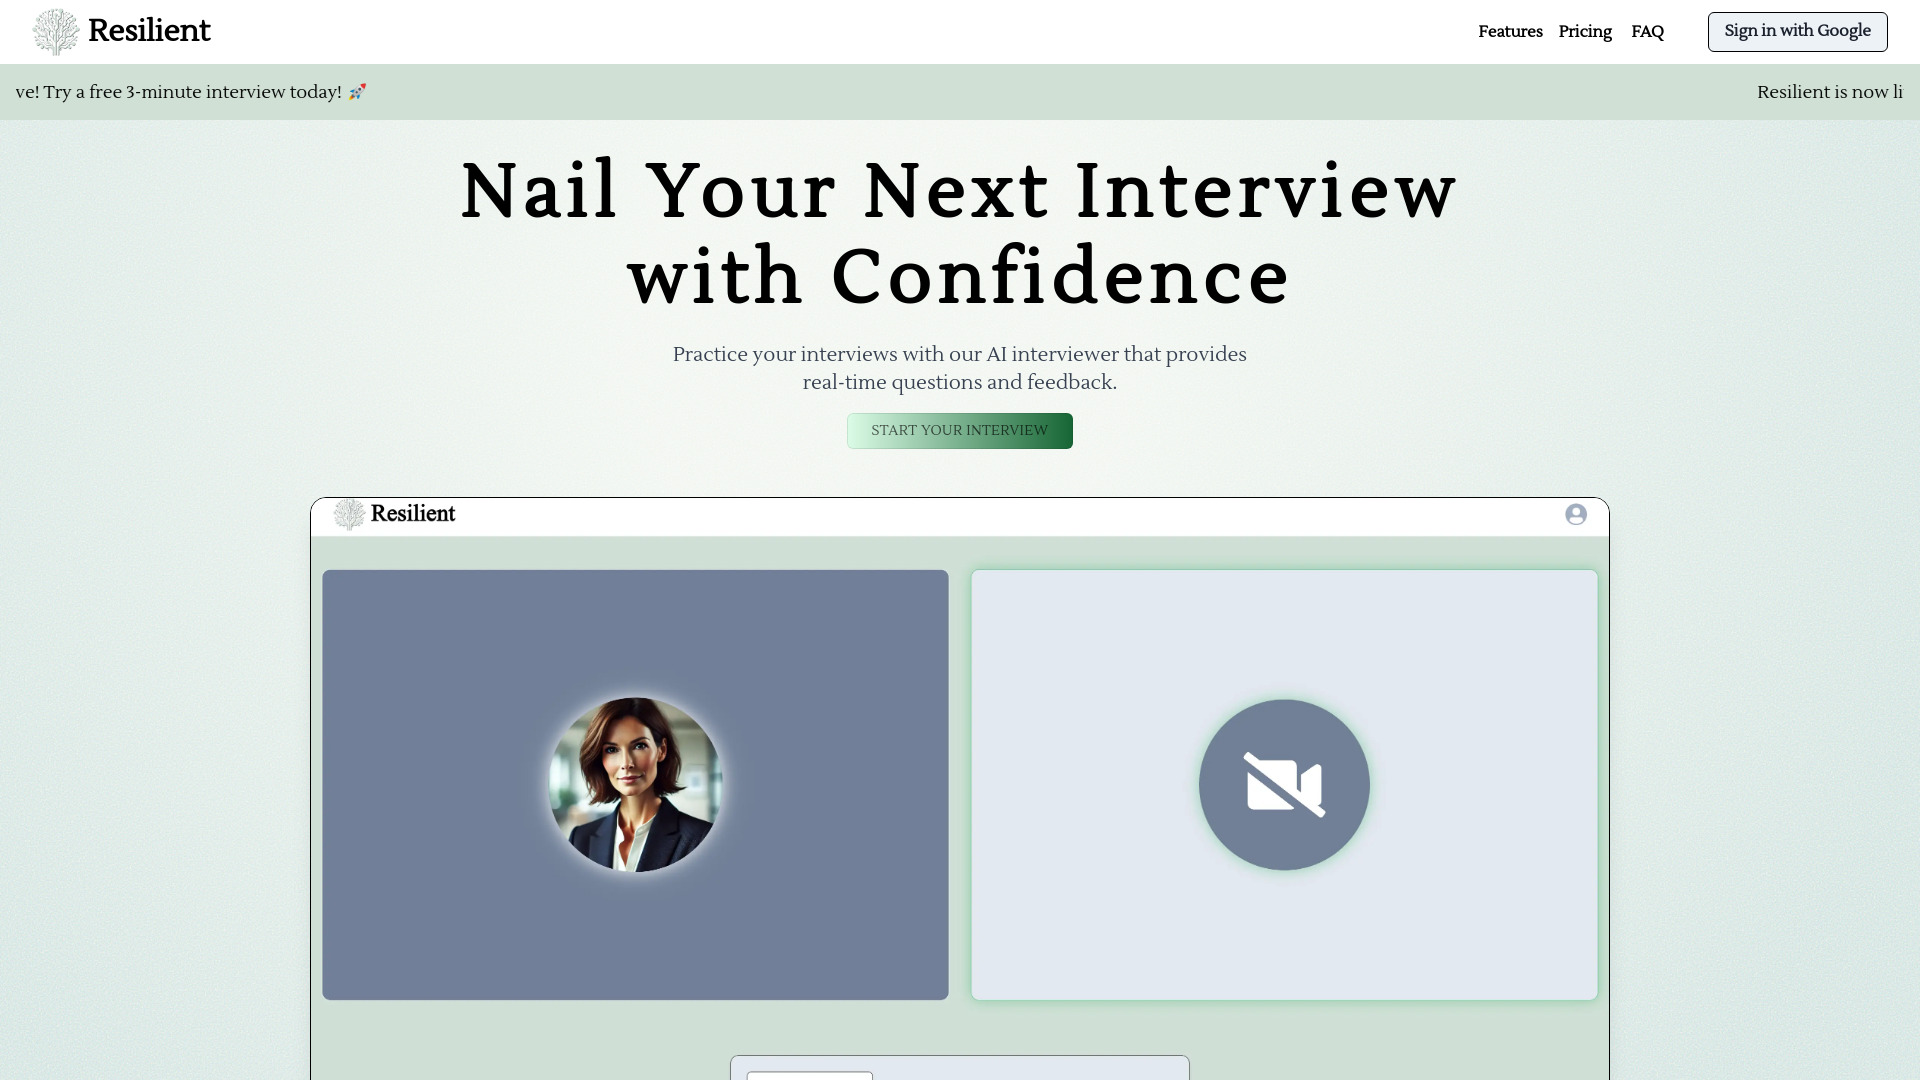 Resilient
Features
Pricing
FAQ
Sign in with Google
ve! Try a free 3-minute interview today! 🚀
Resilient is now li
Nail Your Next Interview
with Confidence
Practice your interviews with our AI interviewer that provides
real-time questions and feedback.
START YOUR INTERVIEW
Resilient